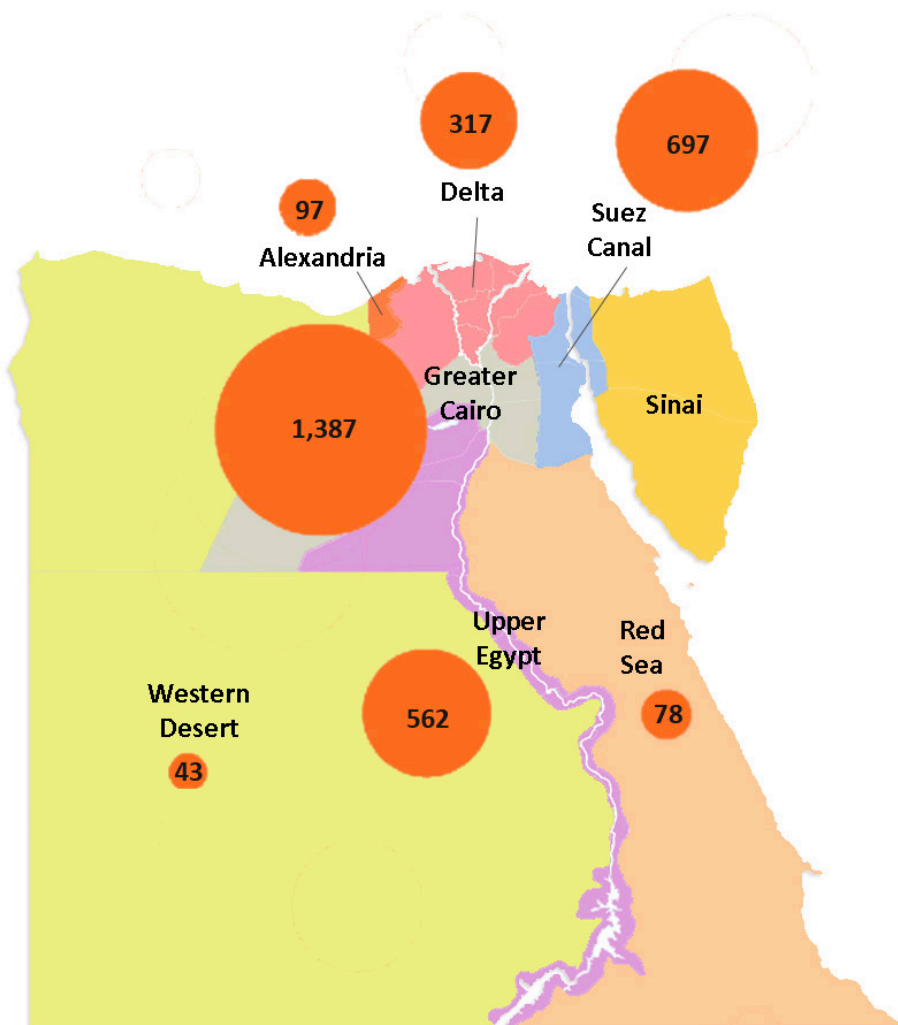 317
697
Delta
97
Suez
Canal
Alexandria
Greater
Cairo
Sinai
1,387
Upper
Egypt
Red
Sea
Western
Desert
562
78
43